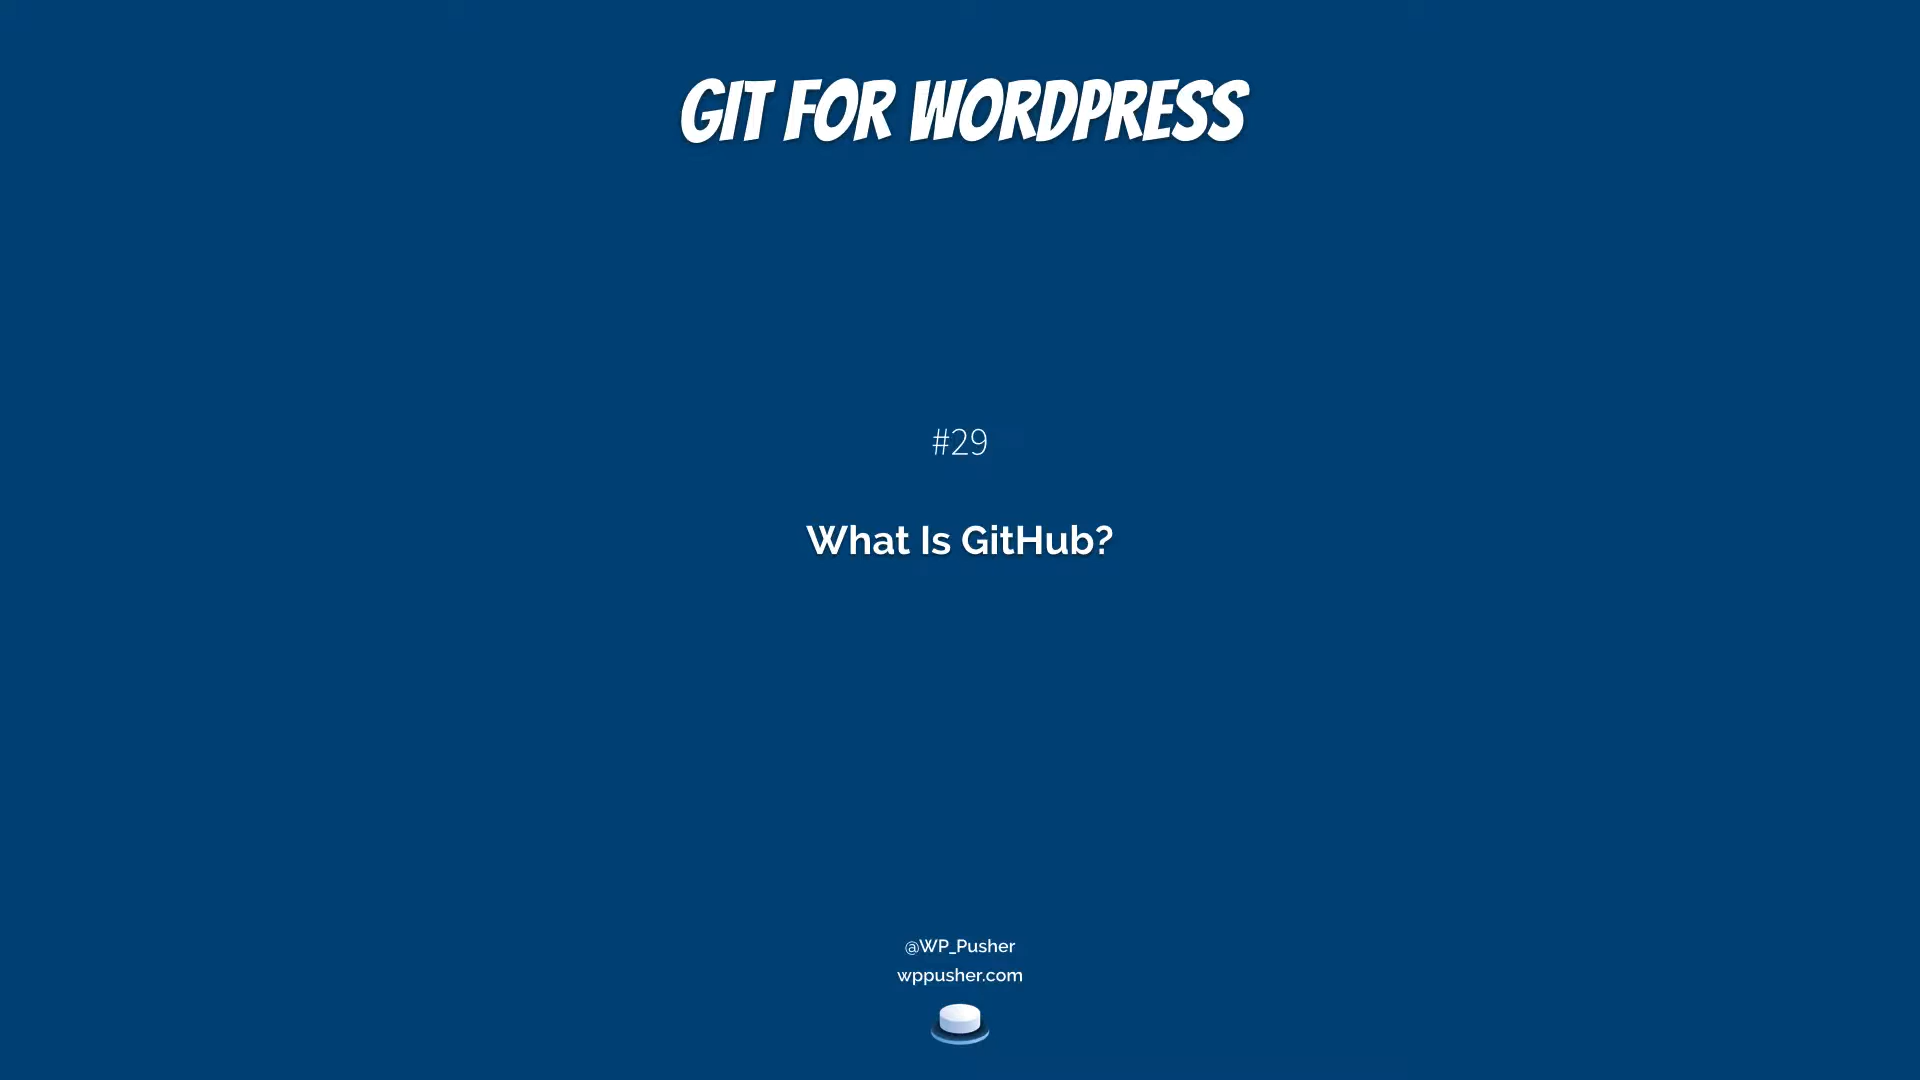 GIT FOR WORDPRESS
#29
What Is GitHub?
@WP_Pusher
wppusher.com